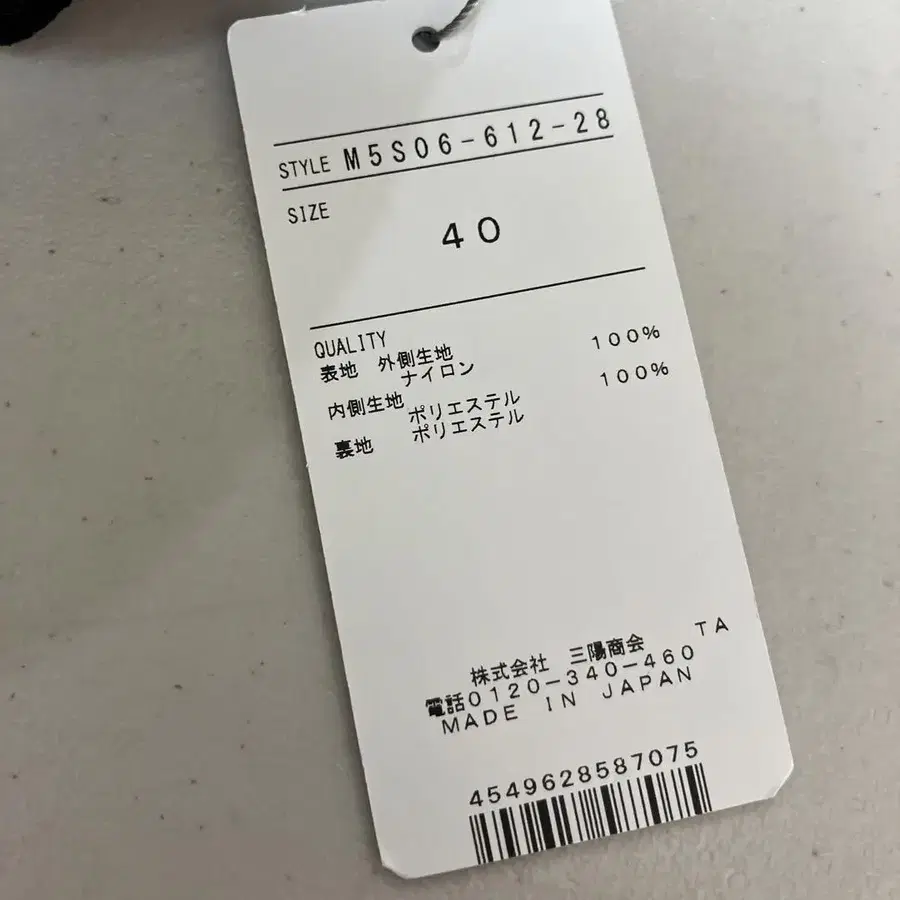 STYLE M5S06-612-28
SIZE
40
QUALITY
表地 外側生地
ナイロン 100%
内側生地
ポリエステル 100%
裏地 ポリエステル
TA
株式会社 三陽商会
電話0120-340-460
MADE IN JAPAN
4549628587075